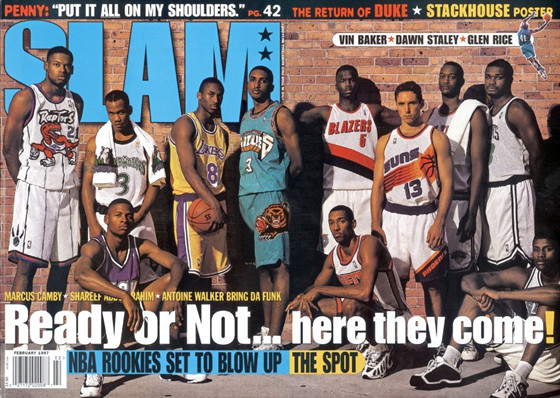 PENNY: "PUT IT ALL ON MY SHOULDERS." PG. 42
THE RETURN OF DUKE ★ STACKHOUSE POSTER
SLAM
VIN BAKER ★ DAWN STALEY ★ GLEN RICE
RAPTORS
21
3
LAKERS
8
3
BLAZERS
6
SUNS
13
MARCUS CAMBY ★ SHAREEF ABDUR-RAHIM ★ ANTOINE WALKER BRING DA FUNK
Ready or Not... here they come!
FEBRUARY 1997
NBA ROOKIES SET TO BLOW UP THE SPOT